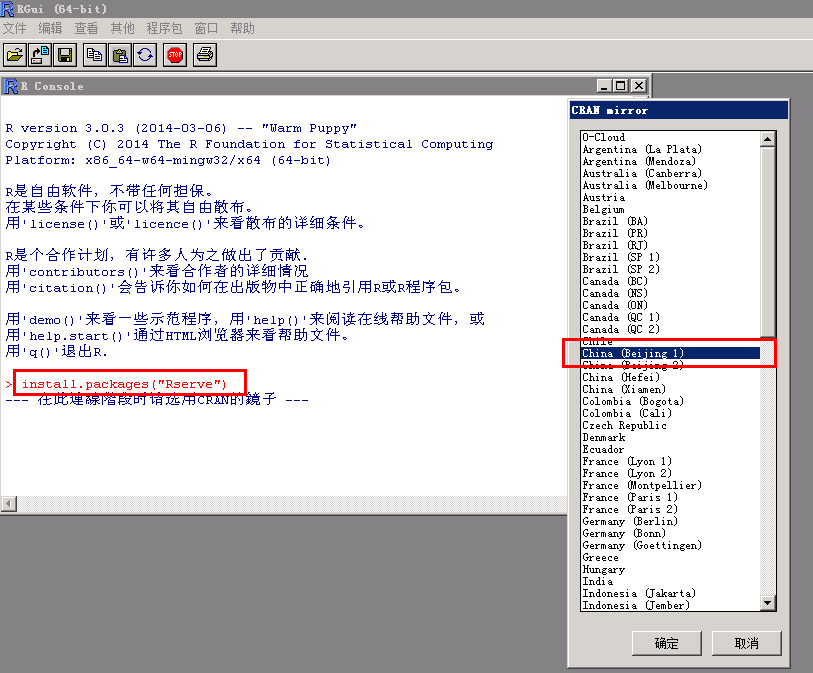 RGui (64-bit)
文件 编辑 查看 其他 程序包 窗口 帮助
STOP
R Console
R version 3.0.3 (2014-03-06) -- "Warm Puppy"
Copyright (C) 2014 The R Foundation for Statistical Computing
Platform: x86_64-w64-mingw32/x64 (64-bit)
R是自由软件，不带任何担保。
在某些条件下你可以将其自由散布。
用'license()'或'licence()'来看散布的详细条件。
R是个合作计划，有许多人为之做出了贡献.
用'contributors()'来看合作者的详细情况
用'citation()'会告诉你如何在出版物中正确地引用R或R程序包。
用'demo()'来看一些示范程序，用'help()'来阅读在线帮助文件，或
用'help.start()'通过HTML浏览器来看帮助文件。
用'q()'退出R.
> install.packages("Rserve")
--- 在此連線階段时请选用CRAN的鏡子 ---
CRAN mirror
0-Cloud
Argentina (La Plata)
Argentina (Mendoza)
Australia (Canberra)
Australia (Melbourne)
Austria
Belgium
Brazil (BA)
Brazil (PR)
Brazil (RJ)
Brazil (SP 1)
Brazil (SP 2)
Canada (BC)
Canada (NS)
Canada (ON)
Canada (QC 1)
Canada (QC 2)
Chile
China (Beijing 1)
China (Beijing 2)
China (Hefei)
China (Xiamen)
Colombia (Bogota)
Colombia (Cali)
Czech Republic
Denmark
Ecuador
France (Lyon 1)
France (Lyon 2)
France (Montpellier)
France (Paris 1)
France (Paris 2)
Germany (Berlin)
Germany (Bonn)
Germany (Goettingen)
Greece
Hungary
India
Indonesia (Jakarta)
Indonesia (Jember)
确定 取消